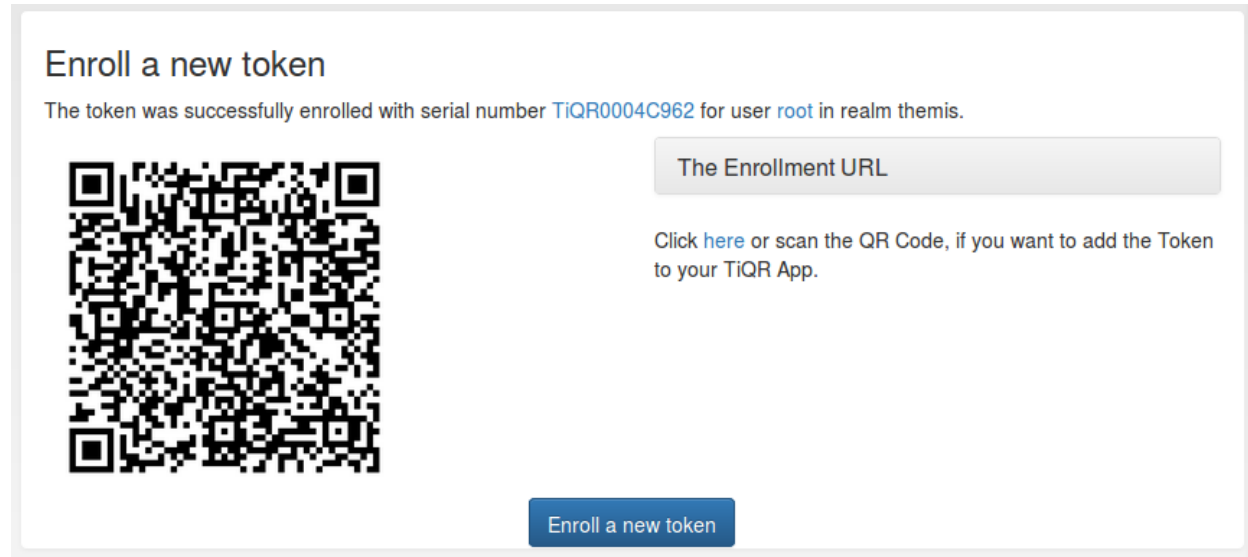 Enroll a new token
The token was successfully enrolled with serial number TiQR0004C962 for user root in realm themis.
The Enrollment URL
Click here or scan the QR Code, if you want to add the Token
to your TiQR App.
Enroll a new token